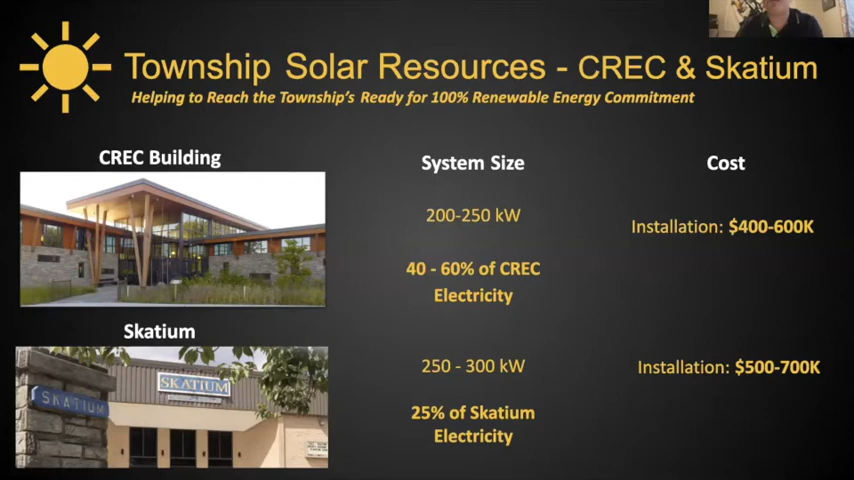 Township Solar Resources - CREC & Skatium
Helping to Reach the Township's Ready for 100% Renewable Energy Commitment
CREC Building
System Size
Cost
200-250 kW
Installation: $400-600K
40 - 60% of CREC
Electricity
Skatium
250 - 300 kW
Installation: $500-700K
25% of Skatium
Electricity
SKATIUM
SKATIUM